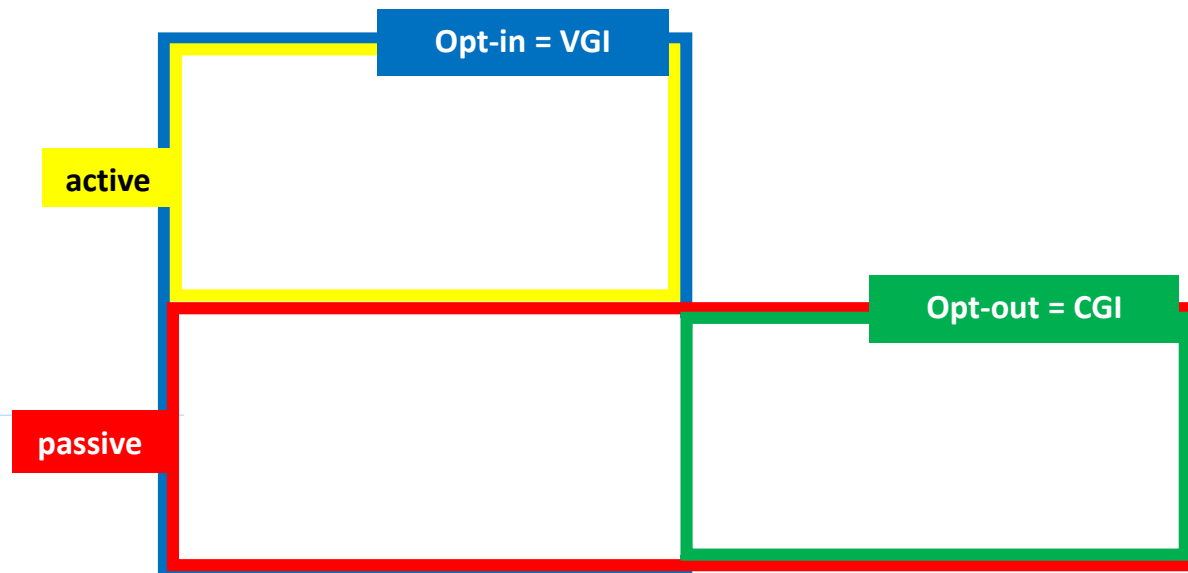 Opt-in = VGI
active
Opt-out = CGI
passive